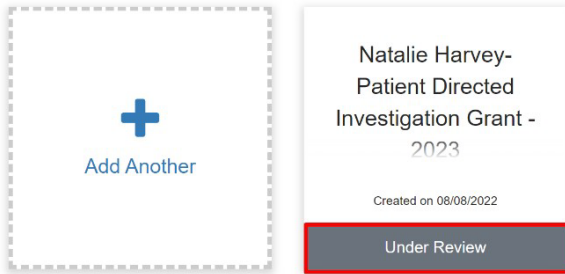 Add Another
Natalie Harvey-
Patient Directed
Investigation Grant -
2023
Created on 08/08/2022
Under Review